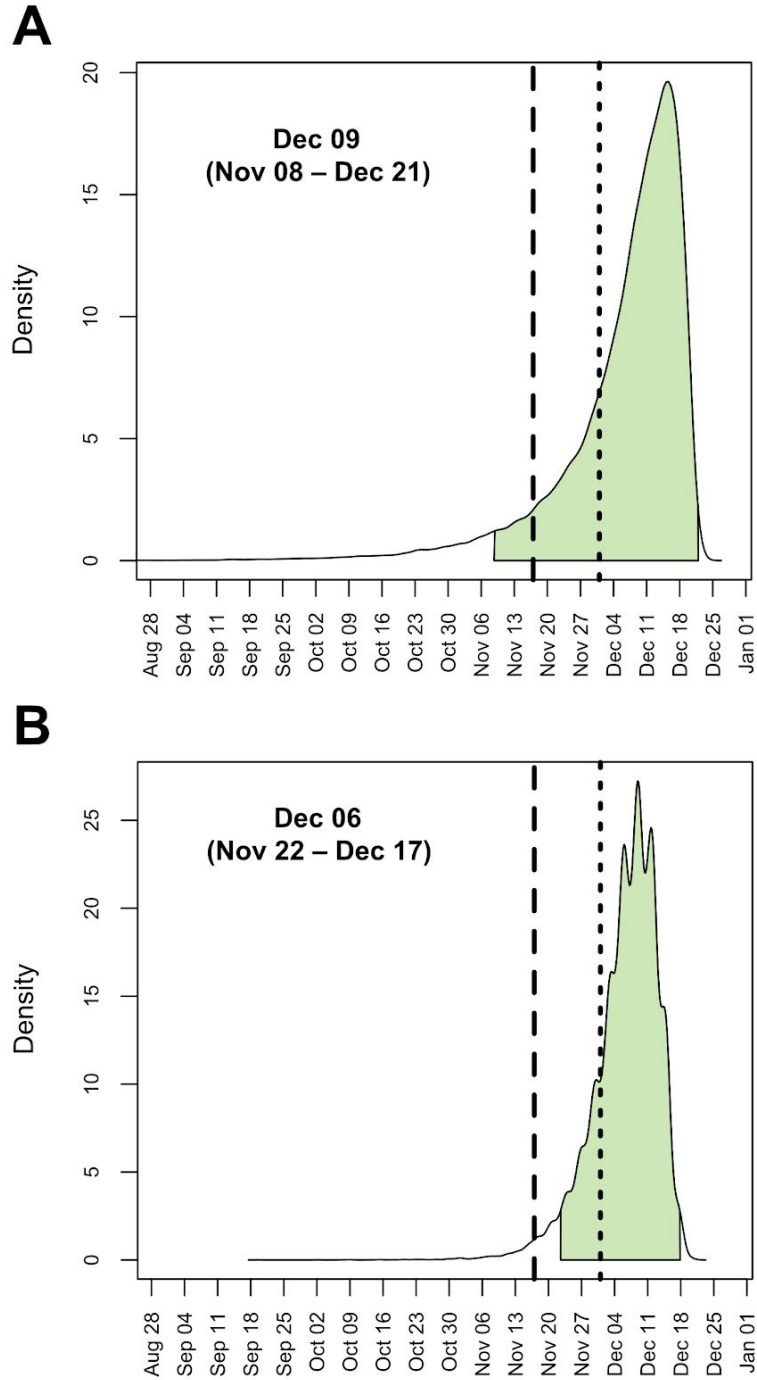 A
20
15
10
5
0
Density
Dec 09
(Nov 08 – Dec 21)
Aug 28
Sep 04
Sep 11
Sep 18
Sep 25
Oct 02
Oct 09
Oct 16
Oct 23
Oct 30
Nov 06
Nov 13
Nov 20
Nov 27
Dec 04
Dec 11
Dec 18
Dec 25
Jan 01
B
25
20
15
10
5
0
Density
Dec 06
(Nov 22 – Dec 17)
Aug 28
Sep 04
Sep 11
Sep 18
Sep 25
Oct 02
Oct 09
Oct 16
Oct 23
Oct 30
Nov 06
Nov 13
Nov 20
Nov 27
Dec 04
Dec 11
Dec 18
Dec 25
Jan 01